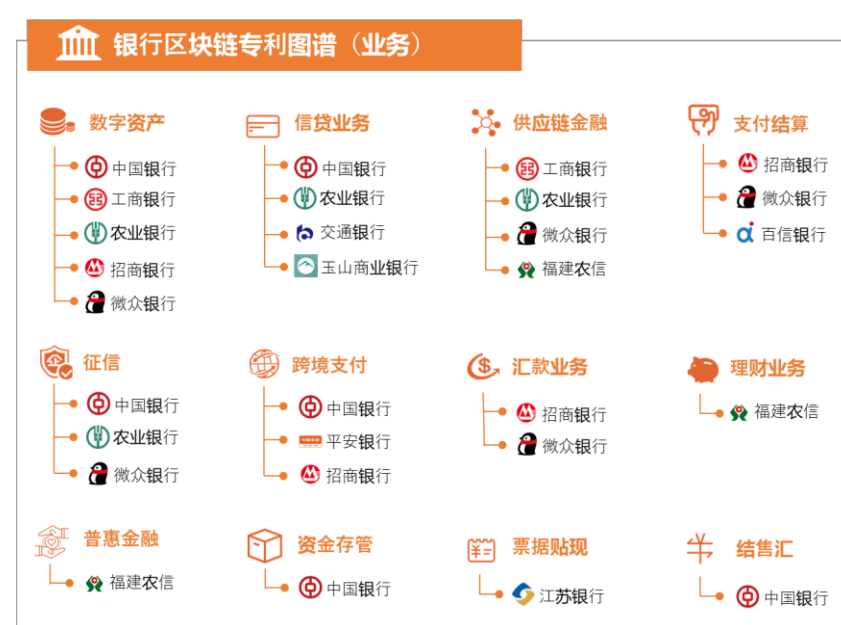 银行区块链专利图谱（业务）
数字资产
中国银行
工商银行
农业银行
招商银行
微众银行
信贷业务
中国银行
农业银行
交通银行
玉山商业银行
供应链金融
工商银行
农业银行
微众银行
福建农信
支付结算
招商银行
微众银行
百信银行
征信
中国银行
农业银行
微众银行
跨境支付
中国银行
平安银行
招商银行
汇款业务
招商银行
微众银行
理财业务
福建农信
普惠金融
福建农信
资金存管
中国银行
票据贴现
江苏银行
结售汇
中国银行